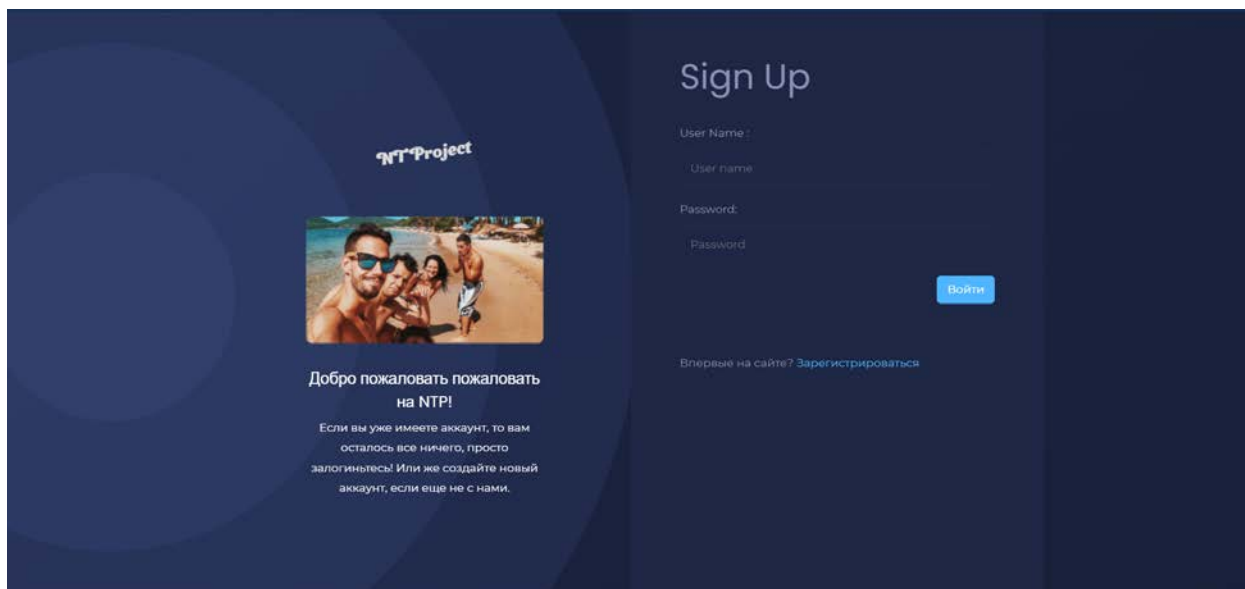 NTProject
Добро пожаловать пожаловать
на NTP!
Если вы уже имеете аккаунт, то вам
осталось все ничего, просто
залогиньтесь! Или же создайте новый
аккаунт, если еще не с нами.
Sign Up
User Name :
User name
Password:
Password
Войти
Впервые на сайте? Зарегистрироваться